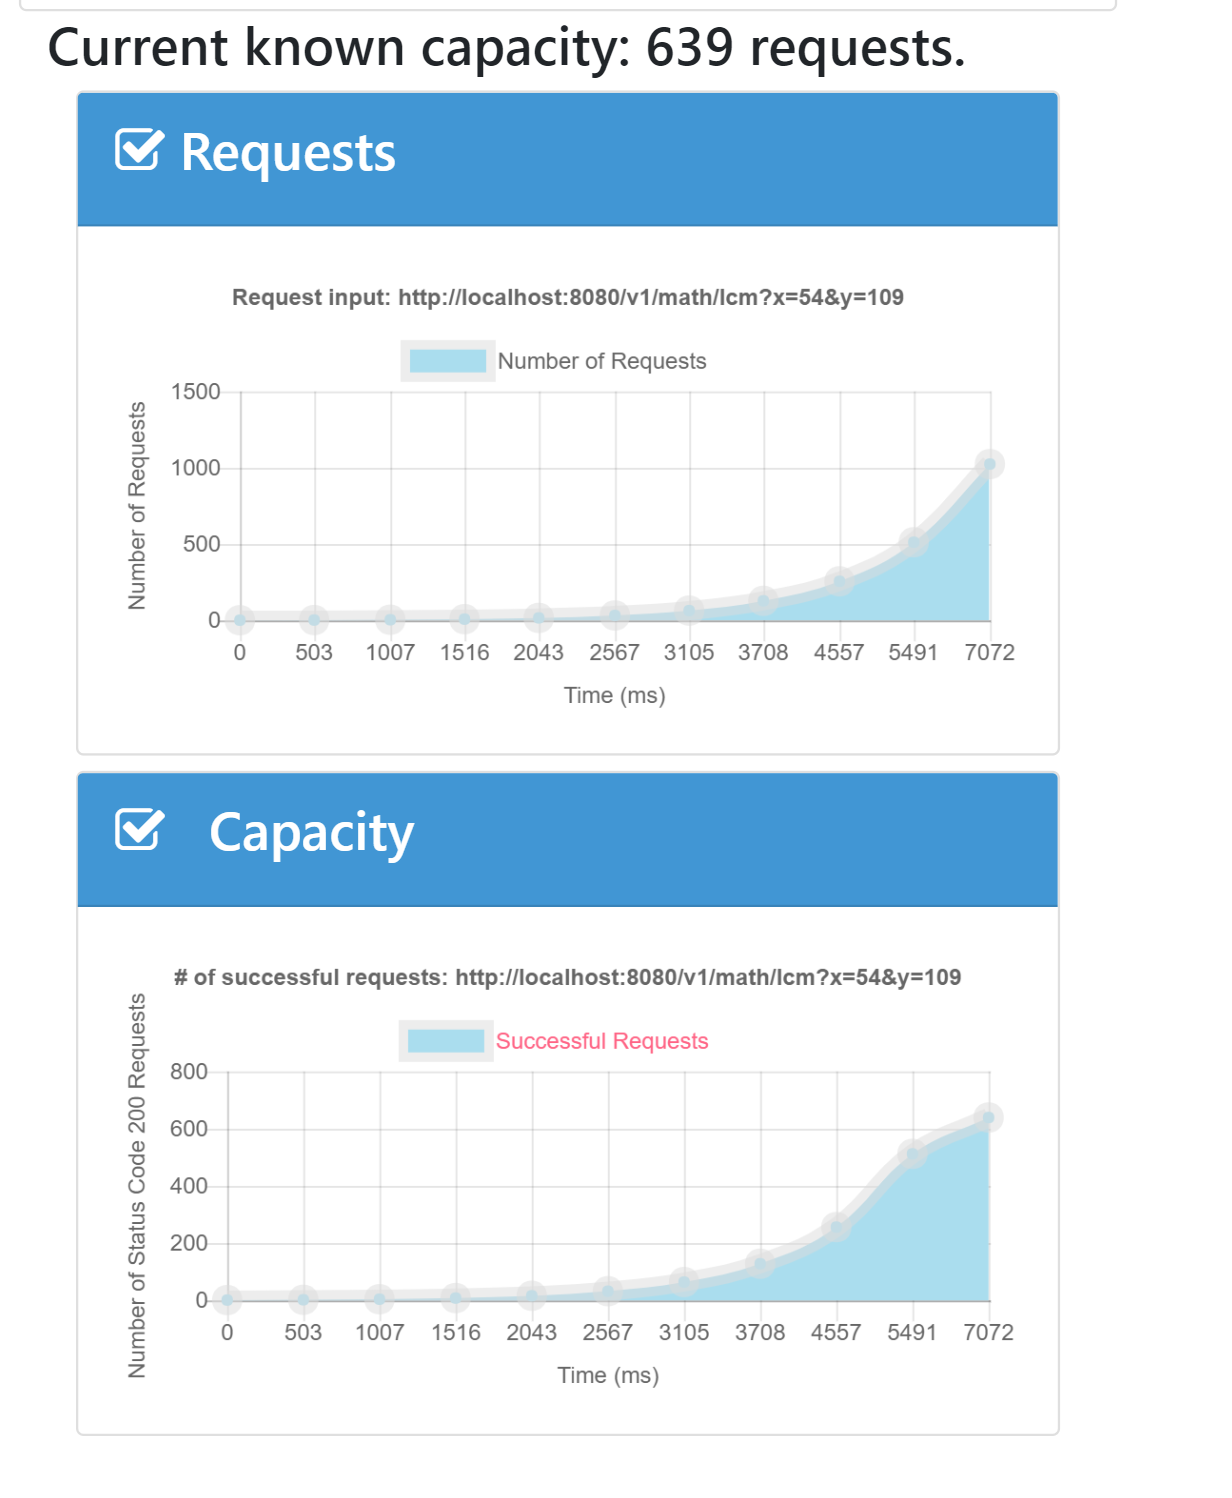 Current known capacity: 639 requests.
Requests
Request input: http://localhost:8080/v1/math/lcm?x=54&y=109
Number of Requests
Number of Requests
1500
1000
500
0
0 503 1007 1516 2043 2567 3105 3708 4557 5491 7072
Time (ms)
Capacity
# of successful requests: http://localhost:8080/v1/math/lcm?x=54&y=109
Successful Requests
Number of Status Code 200 Requests
800
600
400
200
0
0 503 1007 1516 2043 2567 3105 3708 4557 5491 7072
Time (ms)